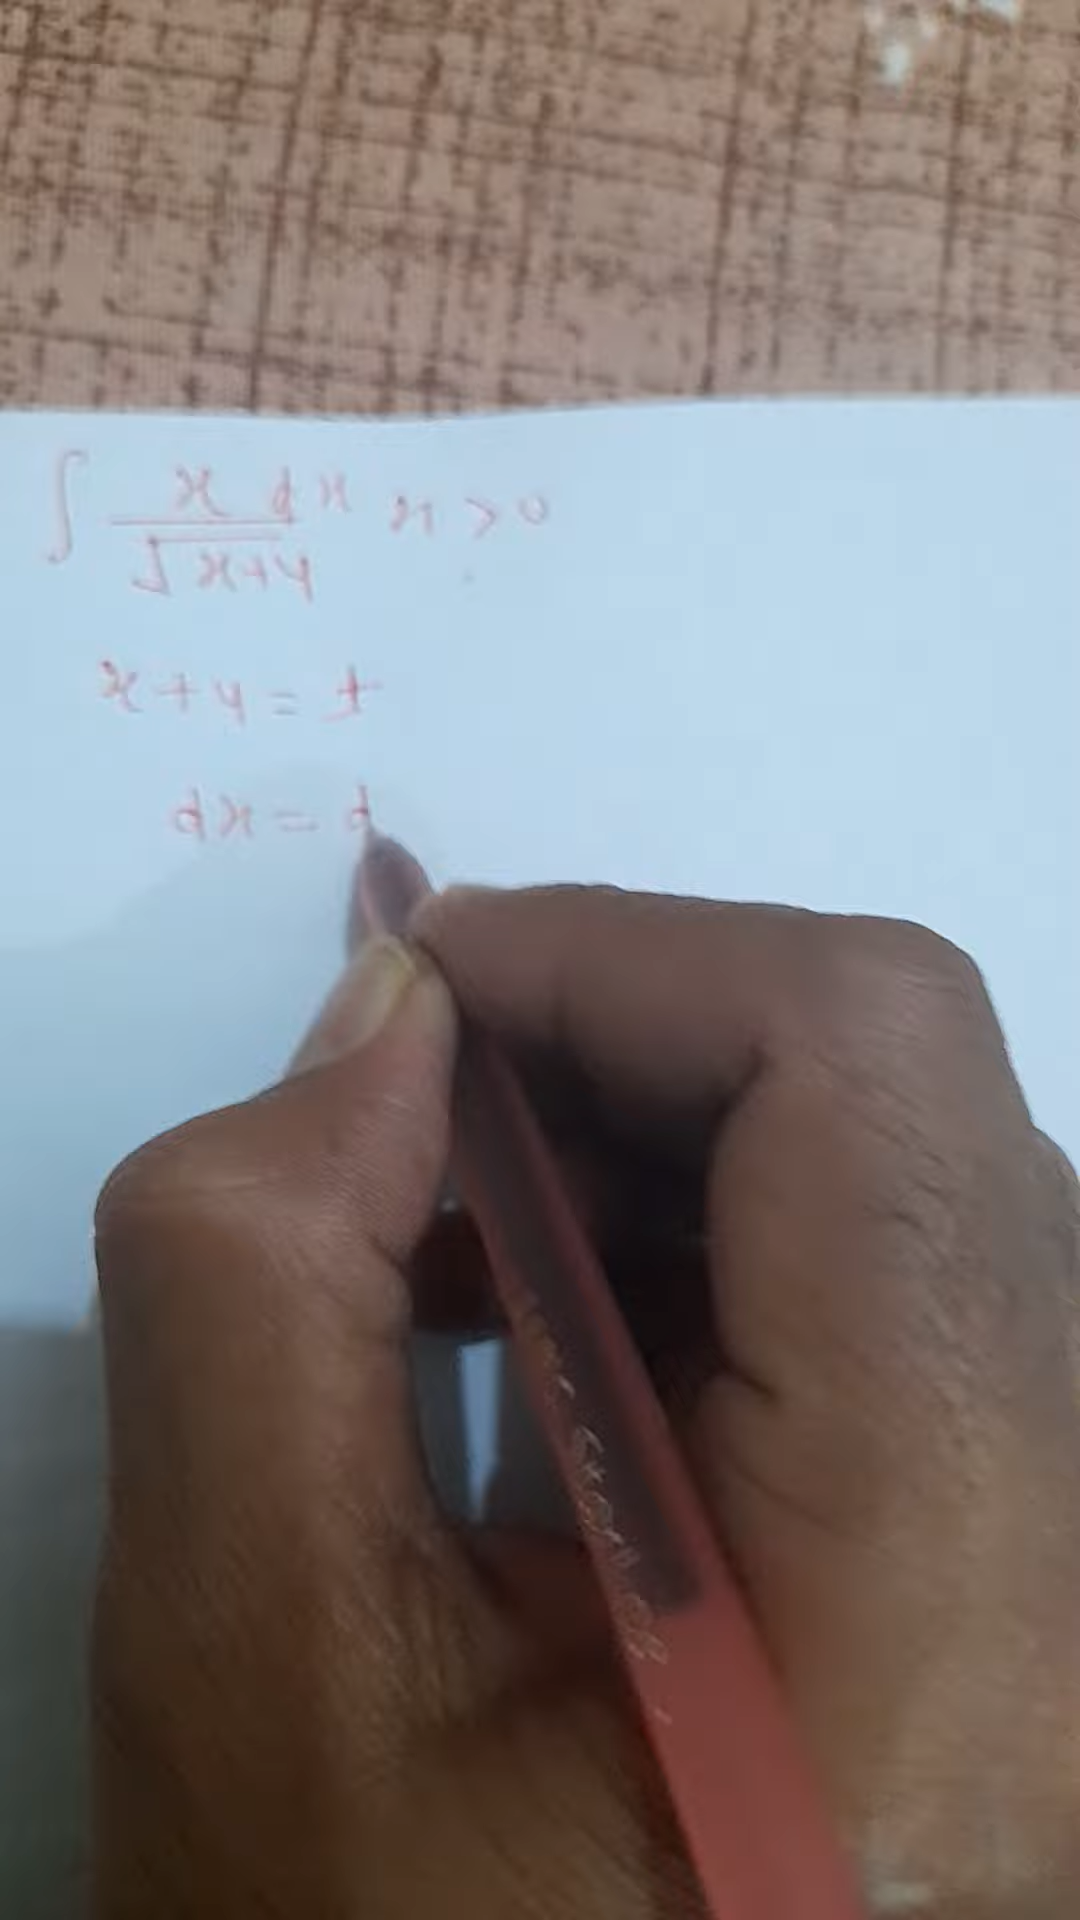 ∫ x dx / √x+4 x > 0
x + 4 = t
dx = d